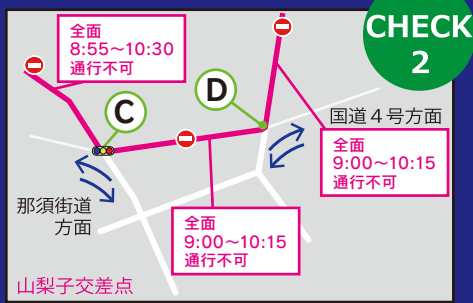 CHECK
2
全面
8:55～10:30
通行不可
C
D
国道４号方面
全面
9:00～10:15
通行不可
那須街道
方面
全面
9:00～10:15
通行不可
山梨子交差点